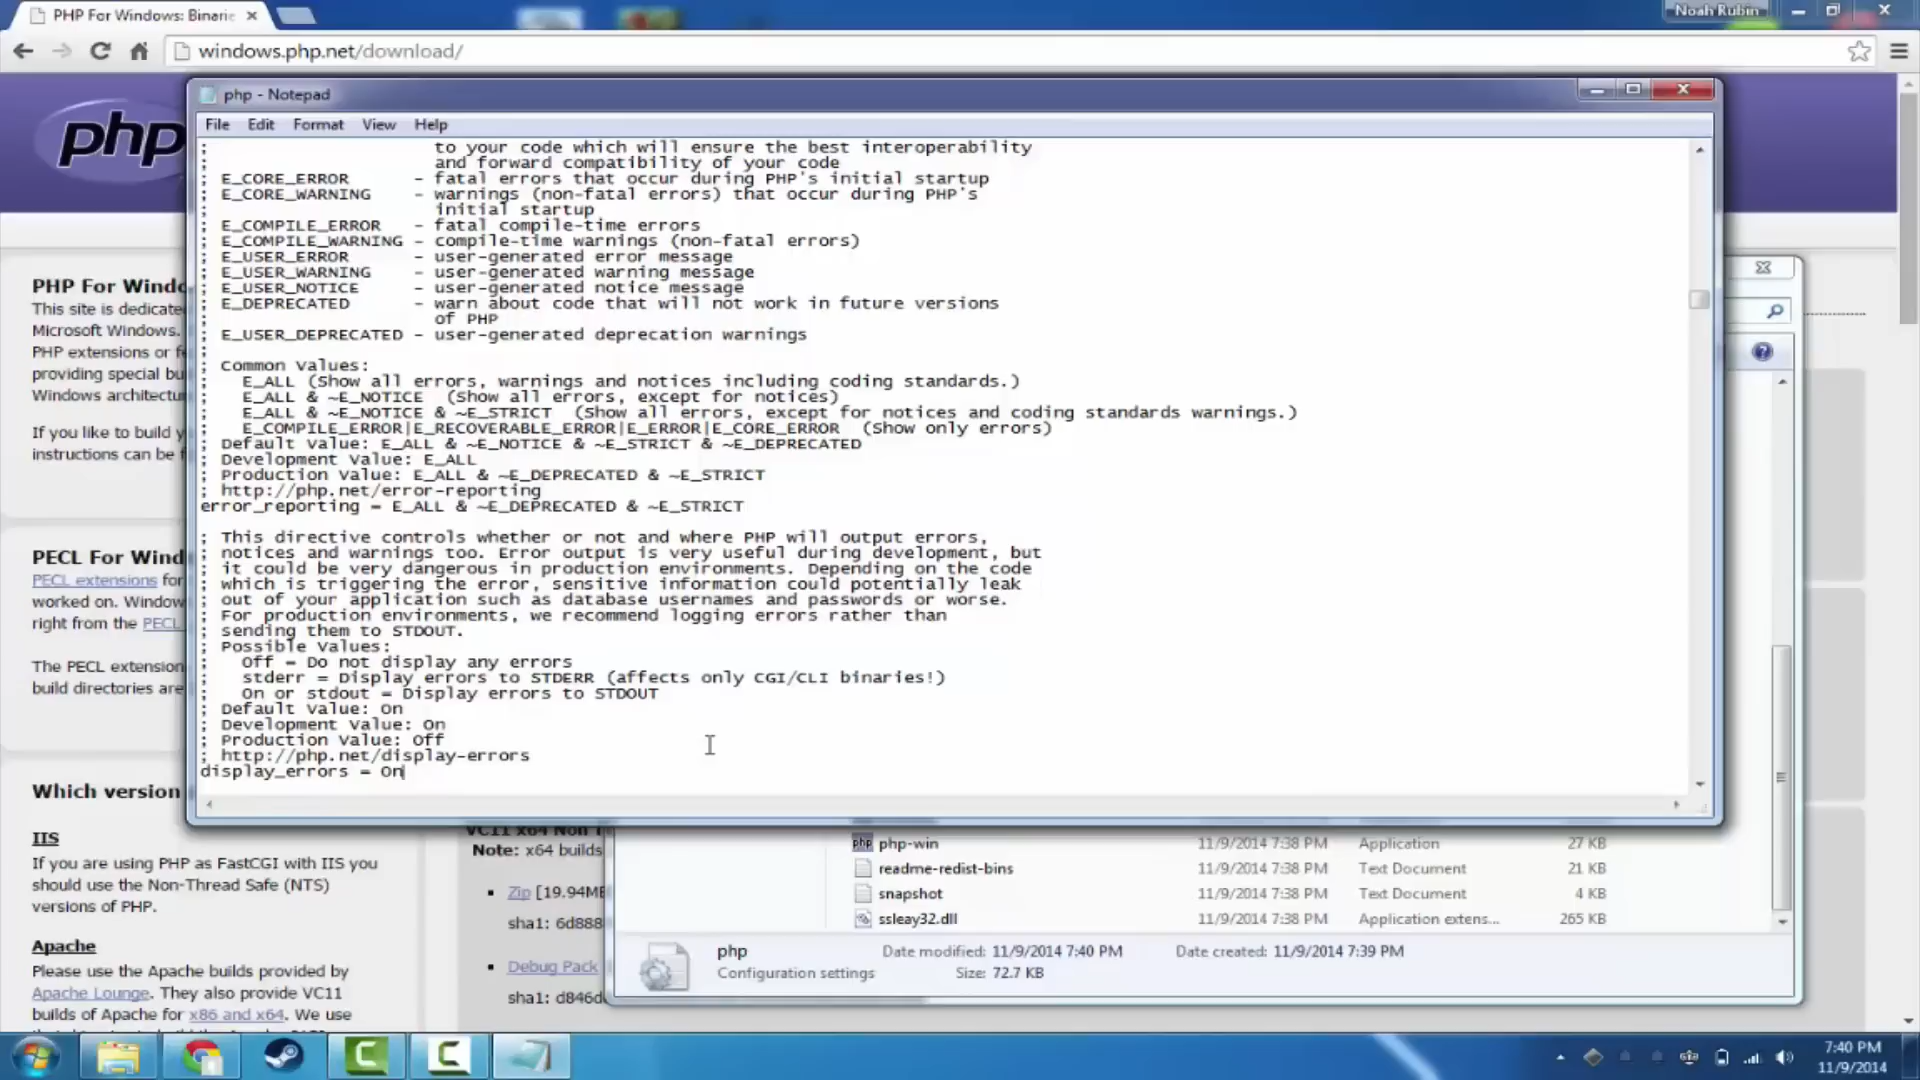 PHP For Windows: Binarie
Noah Rubin
windows.php.net/download/
php
php - Notepad
File Edit Format View Help
; to your code which will ensure the best interoperability
; and forward compatibility of your code
; E_CORE_ERROR - fatal errors that occur during PHP's initial startup
; E_CORE_WARNING - warnings (non-fatal errors) that occur during PHP's
; initial startup
; E_COMPILE_ERROR - fatal compile-time errors
; E_COMPILE_WARNING - compile-time warnings (non-fatal errors)
; E_USER_ERROR - user-generated error message
; E_USER_WARNING - user-generated warning message
; E_USER_NOTICE - user-generated notice message
; E_DEPRECATED - warn about code that will not work in future versions
; of PHP
; E_USER_DEPRECATED - user-generated deprecation warnings
;
; Common Values:
; E_ALL (Show all errors, warnings and notices including coding standards.)
; E_ALL & ~E_NOTICE (Show all errors, except for notices)
; E_ALL & ~E_NOTICE & ~E_STRICT (Show all errors, except for notices and coding standards warnings.)
; E_COMPILE_ERROR|E_RECOVERABLE_ERROR|E_ERROR|E_CORE_ERROR (Show only errors)
; Default Value: E_ALL & ~E_NOTICE & ~E_STRICT & ~E_DEPRECATED
; Development Value: E_ALL
; Production Value: E_ALL & ~E_DEPRECATED & ~E_STRICT
; http://php.net/error-reporting
error_reporting = E_ALL & ~E_DEPRECATED & ~E_STRICT
; This directive controls whether or not and where PHP will output errors,
; notices and warnings too. Error output is very useful during development, but
; it could be very dangerous in production environments. Depending on the code
; which is triggering the error, sensitive information could potentially leak
; out of your application such as database usernames and passwords or worse.
; For production environments, we recommend logging errors rather than
; sending them to STDOUT.
; Possible Values:
; Off = Do not display any errors
; stderr = Display errors to STDERR (affects only CGI/CLI binaries!)
; On or stdout = Display errors to STDOUT
; Default Value: On
; Development Value: On
; Production Value: Off
; http://php.net/display-errors
display_errors = On
PHP For Windo
This site is dedicate
Microsoft Windows.
PHP extensions or fe
providing special bu
Windows architectur
If you like to build y
instructions can be f
PECL For Wind
PECL extensions for
worked on. Window
right from the PECL
The PECL extension
build directories are
Which version
IIS
If you are using PHP as FastCGI with IIS you
should use the Non-Thread Safe (NTS)
versions of PHP.
Apache
Please use the Apache builds provided by
Apache Lounge. They also provide VC11
builds of Apache for x86 and x64. We use
VC11 x64 Non T
Note: x64 builds
Zip [19.94MB
sha1: 6d888
Debug Pack
sha1: d846d
php-win 11/9/2014 7:38 PM Application 27 KB
readme-redist-bins 11/9/2014 7:38 PM Text Document 21 KB
snapshot 11/9/2014 7:38 PM Text Document 4 KB
ssleay32.dll 11/9/2014 7:38 PM Application extens... 265 KB
php Date modified: 11/9/2014 7:40 PM Date created: 11/9/2014 7:39 PM
Configuration settings Size: 72.7 KB
7:40 PM
11/9/2014